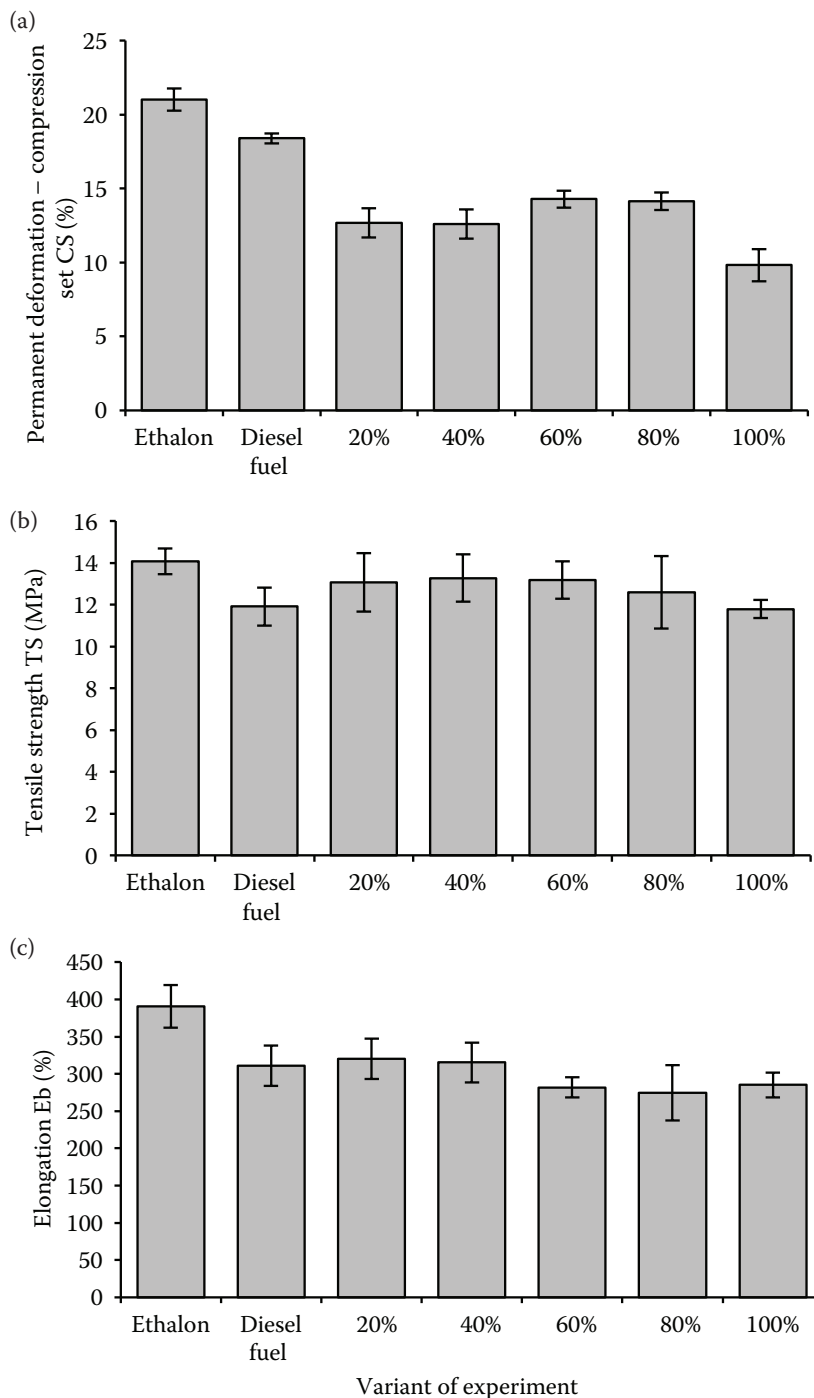 (a)
Permanent deformation – compression
set CS (%)
25
20
15
10
5
0
Ethalon
Diesel
fuel
20%
40%
60%
80%
100%
(b)
Tensile strength TS (MPa)
16
14
12
10
8
6
4
2
0
Ethalon
Diesel
fuel
20%
40%
60%
80%
100%
(c)
Elongation Eb (%)
450
400
350
300
250
200
150
100
50
0
Ethalon
Diesel
fuel
20%
40%
60%
80%
100%
Variant of experiment